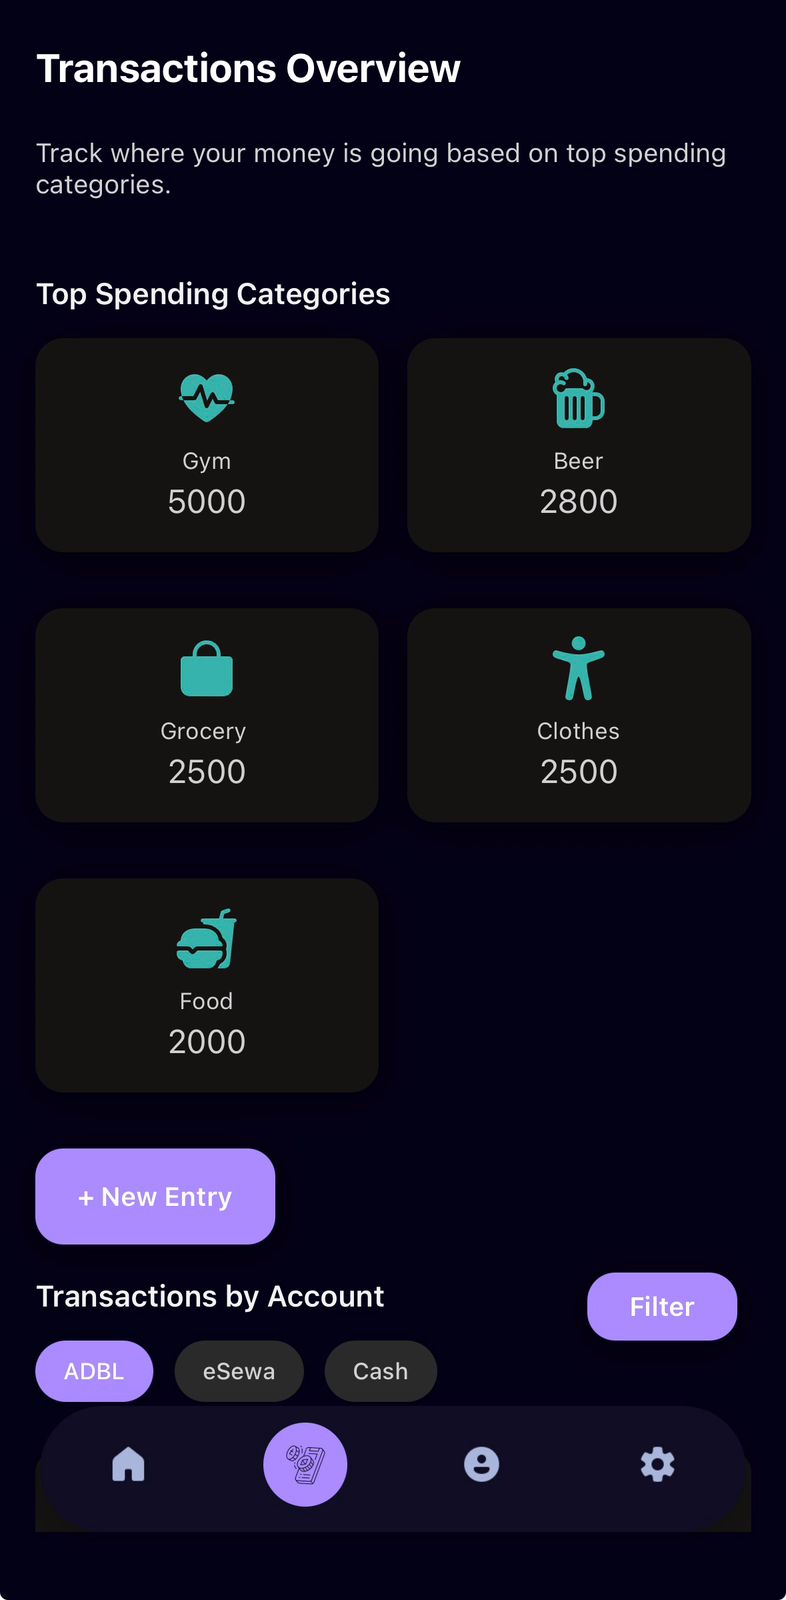 Transactions Overview
Track where your money is going based on top spending
categories.
Top Spending Categories
Gym
5000
Beer
2800
Grocery
2500
Clothes
2500
Food
2000
+ New Entry
Transactions by Account
Filter
ADBL
eSewa
Cash